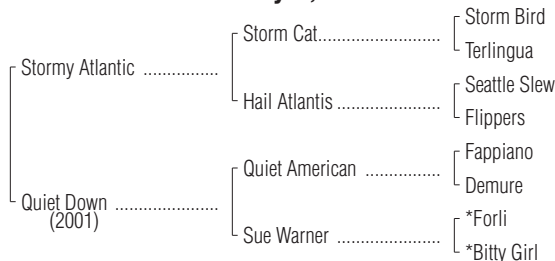 Storm Bird
Storm Cat..................
Terlingua
Stormy Atlantic ................
Seattle Slew
Hail Atlantis ................
Flippers
Fappiano
Quiet American ................
Demure
Quiet Down ......................
(2001)
*Forli
Sue Warner ......................
*Bitty Girl